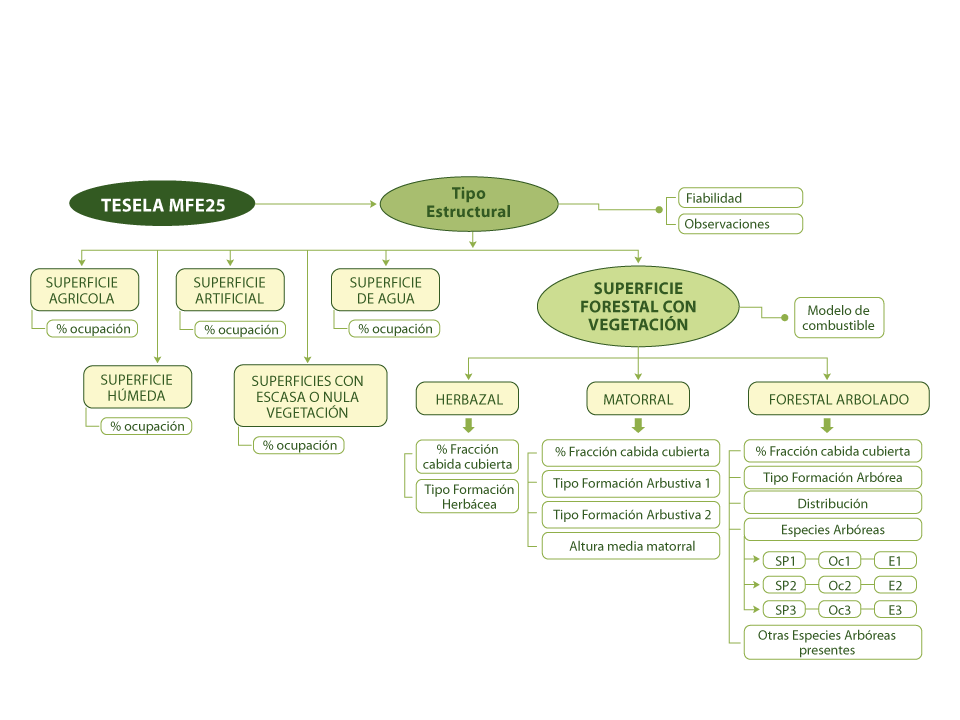 TESELA MFE25
Tipo
Estructural
Fiabilidad
Observaciones
SUPERFICIE
AGRICOLA
% ocupación
SUPERFICIE
ARTIFICIAL
% ocupación
SUPERFICIE
DE AGUA
% ocupación
SUPERFICIE
FORESTAL CON
VEGETACIÓN
Modelo de
combustible
SUPERFICIE
HÚMEDA
% ocupación
SUPERFICIES CON
ESCASA O NULA
VEGETACIÓN
% ocupación
HERBAZAL
% Fracción
cabida cubierta
Tipo Formación
Herbácea
MATORRAL
% Fracción cabida cubierta
Tipo Formación Arbustiva 1
Tipo Formación Arbustiva 2
Altura media matorral
FORESTAL ARBOLADO
% Fracción cabida cubierta
Tipo Formación Arbórea
Distribución
Especies Arbóreas
SP1 Oc1 E1
SP2 Oc2 E2
SP3 Oc3 E3
Otras Especies Arbóreas
presentes